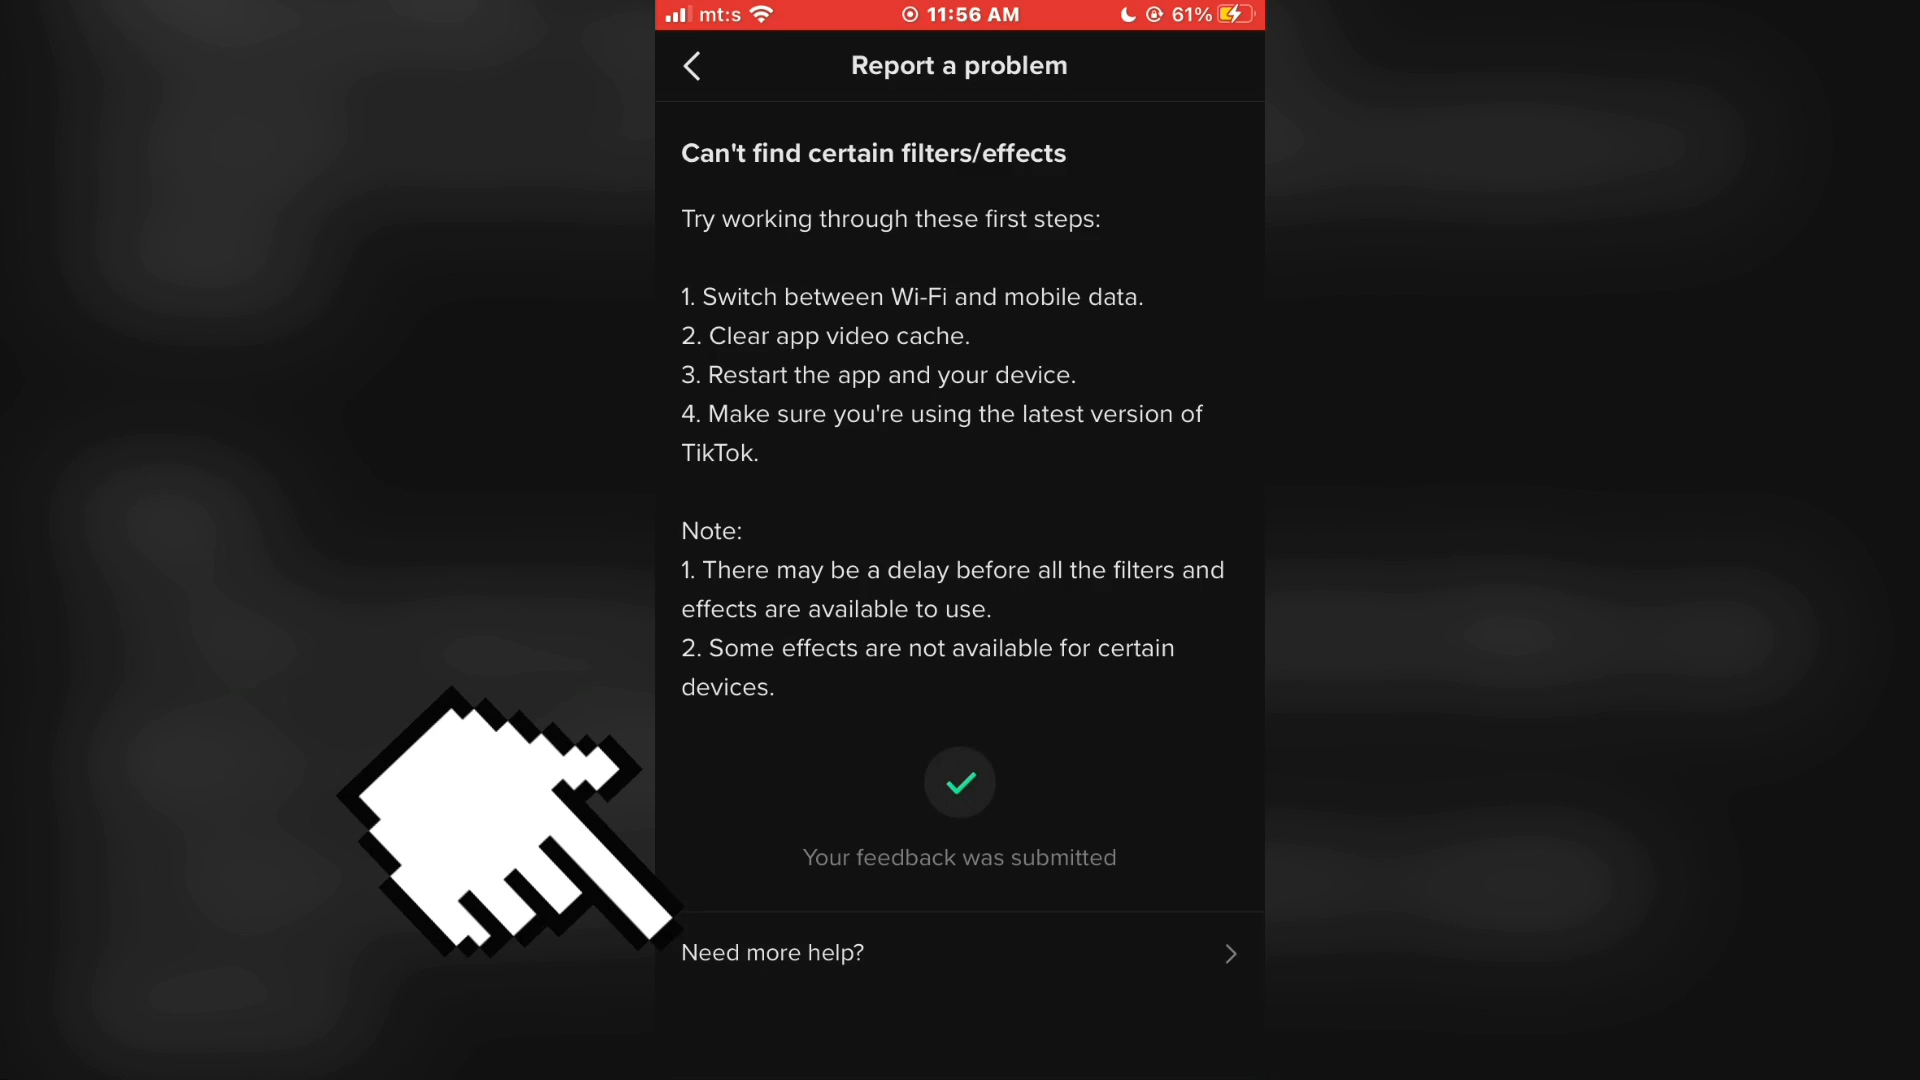 mt:s 11:56 AM 61%
Report a problem
Can't find certain filters/effects
Try working through these first steps:
1. Switch between Wi-Fi and mobile data.
2. Clear app video cache.
3. Restart the app and your device.
4. Make sure you're using the latest version of
TikTok.
Note:
1. There may be a delay before all the filters and
effects are available to use.
2. Some effects are not available for certain
devices.
Your feedback was submitted
Need more help?